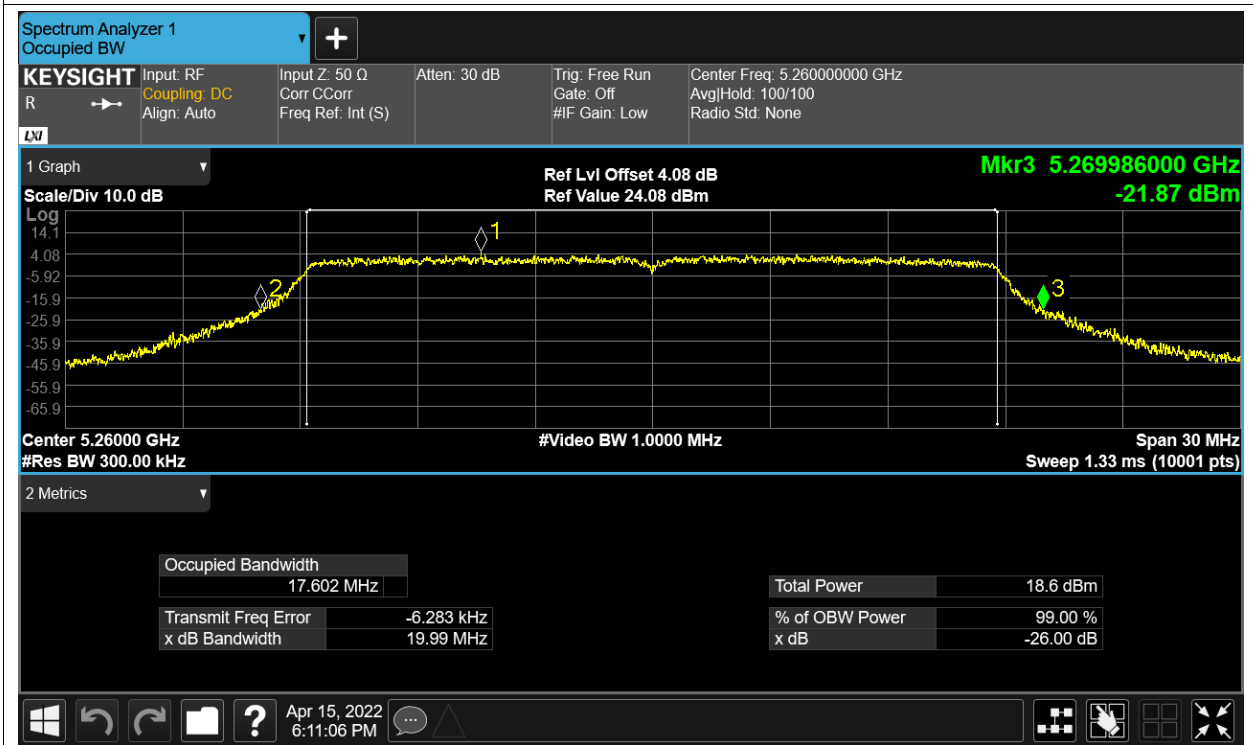 Spectrum Analyzer 1
Occupied BW
KEYSIGHT
R
LXI
Input: RF
Coupling: DC
Align: Auto
Input Z: 50 Ω
Corr CCorr
Freq Ref: Int (S)
Atten: 30 dB
Trig: Free Run
Gate: Off
#IF Gain: Low
Center Freq: 5.260000000 GHz
Avg|Hold: 100/100
Radio Std: None
1 Graph
Scale/Div 10.0 dB
Ref Lvl Offset 4.08 dB
Ref Value 24.08 dBm
Mkr3 5.269986000 GHz
-21.87 dBm
Log
14.1
4.08
-5.92
-15.9
-25.9
-35.9
-45.9
-55.9
-65.9
1
2
3
Center 5.26000 GHz
#Video BW 1.0000 MHz
Span 30 MHz
#Res BW 300.00 kHz
Sweep 1.33 ms (10001 pts)
2 Metrics
Occupied Bandwidth
17.602 MHz
Total Power 18.6 dBm
Transmit Freq Error -6.283 kHz
% of OBW Power 99.00 %
x dB Bandwidth 19.99 MHz
x dB -26.00 dB
?
Apr 15, 2022
6:11:06 PM